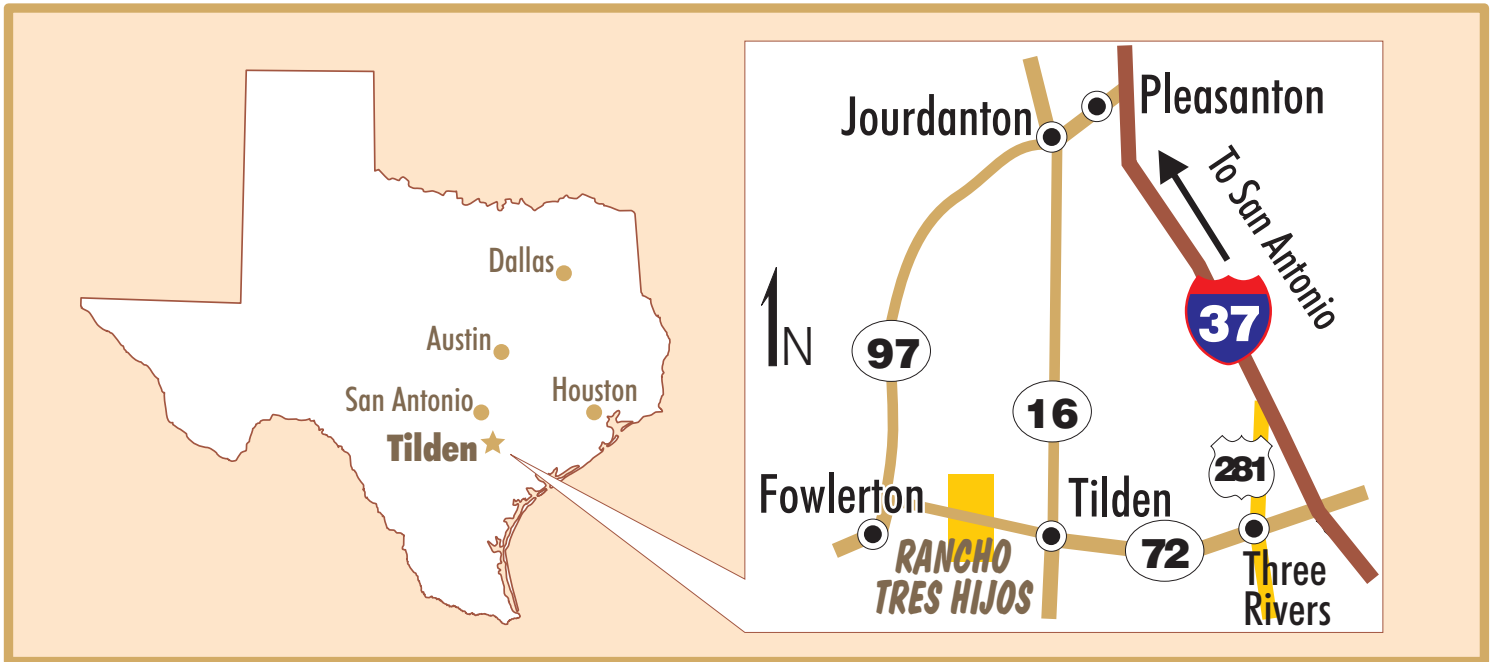 Dallas
Austin
San Antonio
Houston
Tilden
Jourdanton
Pleasanton
To San Antonio
37
N
97
16
281
Fowlerton
Tilden
72
RANCHO
TRES HIJOS
Three
Rivers